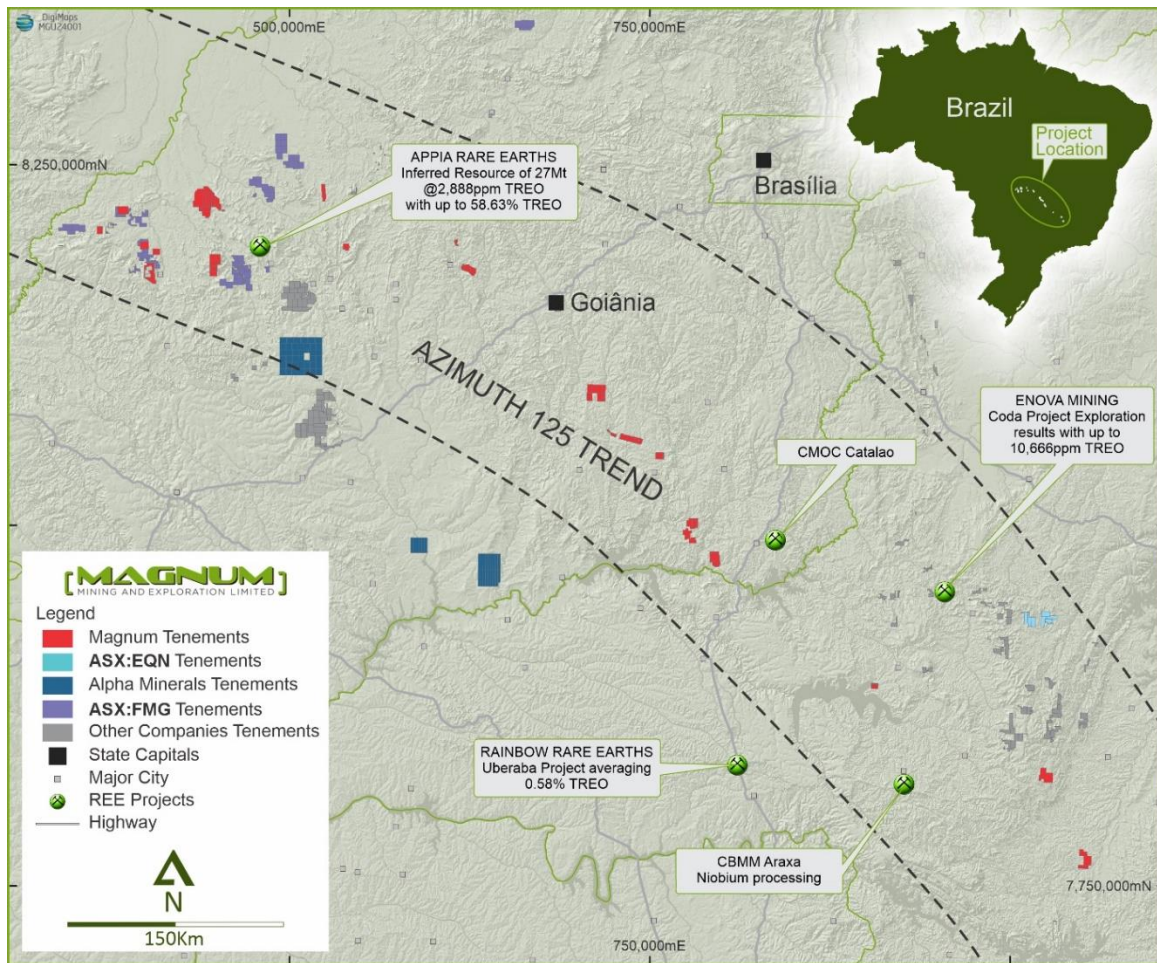 DigiMaps
MGUZ4001
500,000mE
750,000mE
8,250,000mN
Brazil
Project
Location
APPIA RARE EARTHS
Inferred Resource of 27Mt
@2,888ppm TREO
with up to 58.63% TREO
Brasília
Goiânia
AZIMUTH 125 TREND
ENOVA MINING
Coda Project Exploration
results with up to
10,666ppm TREO
CMOC Catalao
RAINBOW RARE EARTHS
Uberaba Project averaging
0.58% TREO
CBMM Araxa
Niobium processing
7,750,000mN
750,000mE
[MAGNUM]
MINING AND EXPLORATION LIMITED
Legend
Magnum Tenements
ASX:EQN Tenements
Alpha Minerals Tenements
ASX:FMG Tenements
Other Companies Tenements
State Capitals
Major City
REE Projects
Highway
N
150Km